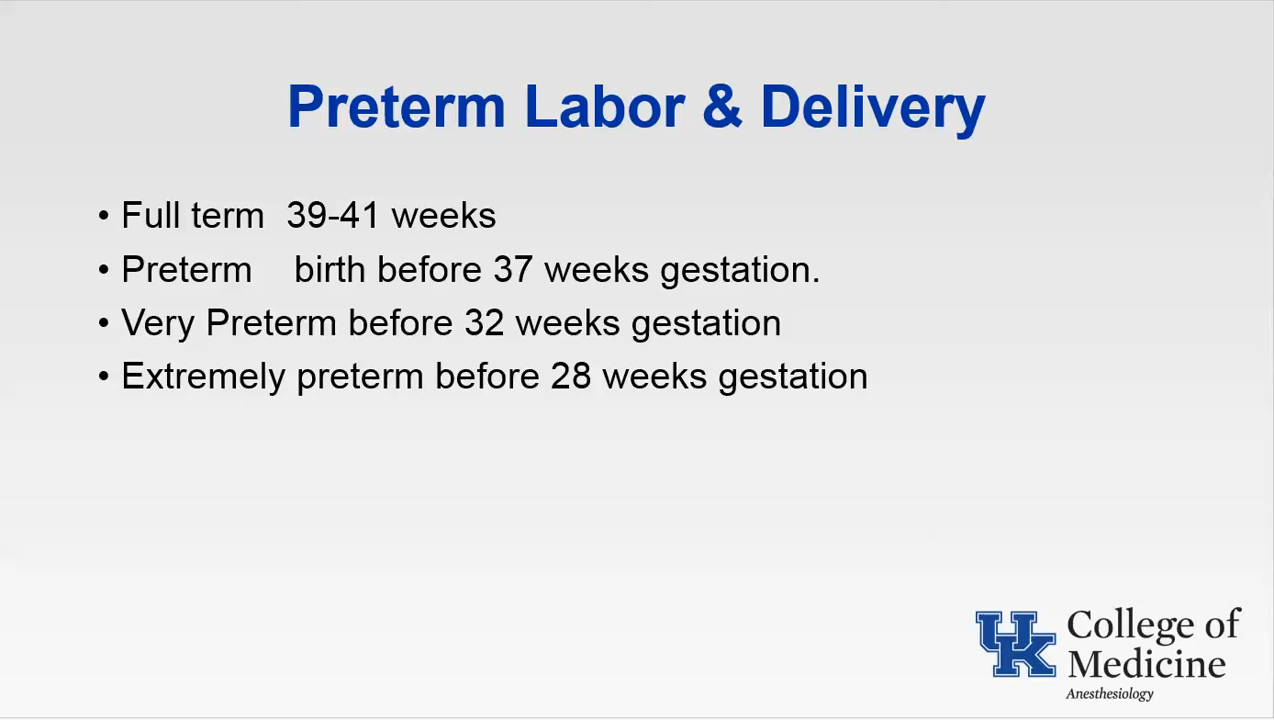 Preterm Labor & Delivery
• Full term 39-41 weeks
• Preterm birth before 37 weeks gestation.
• Very Preterm before 32 weeks gestation
• Extremely preterm before 28 weeks gestation
UK College of
Medicine
Anesthesiology